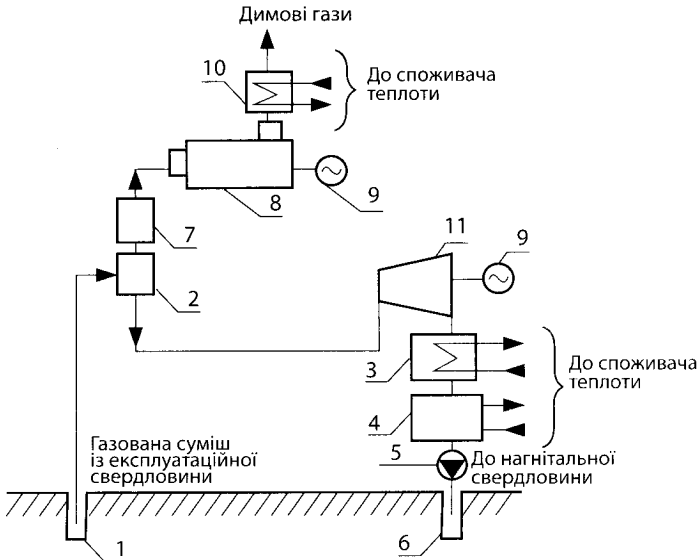 Димові гази
10
До споживача
теплоти
8
9
7
11
9
2
3
До споживача
теплоти
4
Газована суміш
із експлуатаційної
свердловини
5
До нагнітальної
свердловини
1
6